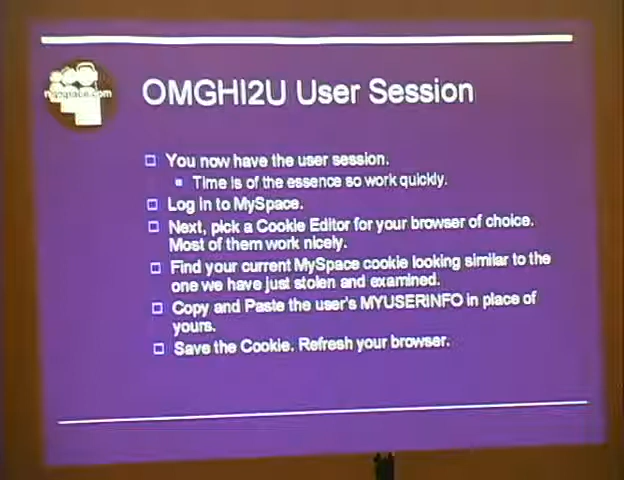 myspace.com
OMGHI2U User Session
You now have the user session.
Time is of the essence so work quickly.
Log in to MySpace.
Next, pick a Cookie Editor for your browser of choice.
Most of them work nicely.
Find your current MySpace cookie looking similar to the
one we have just stolen and examined.
Copy and Paste the user's MYUSERINFO in place of
yours.
Save the Cookie. Refresh your browser.